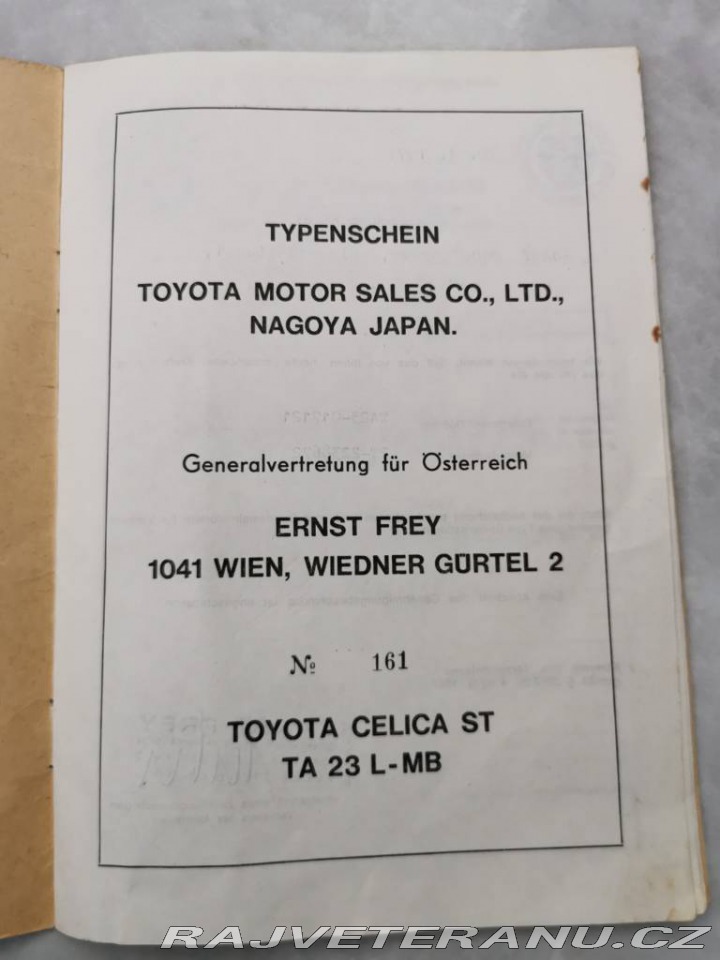 TYPENSCHEIN
TOYOTA MOTOR SALES CO., LTD.,
NAGOYA JAPAN.
Generalvertretung für Österreich
ERNST FREY
1041 WIEN, WIEDNER GÜRTEL 2
№ 161
TOYOTA CELICA ST
TA 23 L-MB
RAJVETERANU.CZ